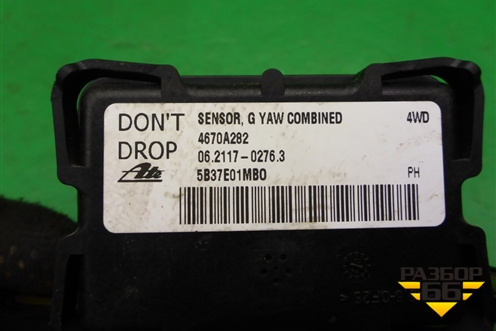 DON'T DROP
SENSOR, G YAW COMBINED 4WD
4670A282
06.2117-0276.3
5B37E01MBO PH
Ate
РАЗБОР
66